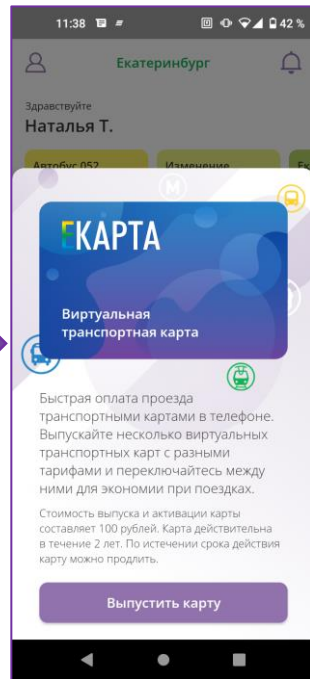 11:38 42 %
Екатеринбург
Здравствуйте
Наталья Т.
Автобус 052 Изменение Ек
М
ЕКАРТА
Виртуальная
транспортная карта
Быстрая оплата проезда
транспортными картами в телефоне.
Выпускайте несколько виртуальных
транспортных карт с разными
тарифами и переключайтесь между
ними для экономии при поездках.
Стоимость выпуска и активации карты
составляет 100 рублей. Карта действительна
в течение 2 лет. По истечении срока действия
карту можно продлить.
Выпустить карту